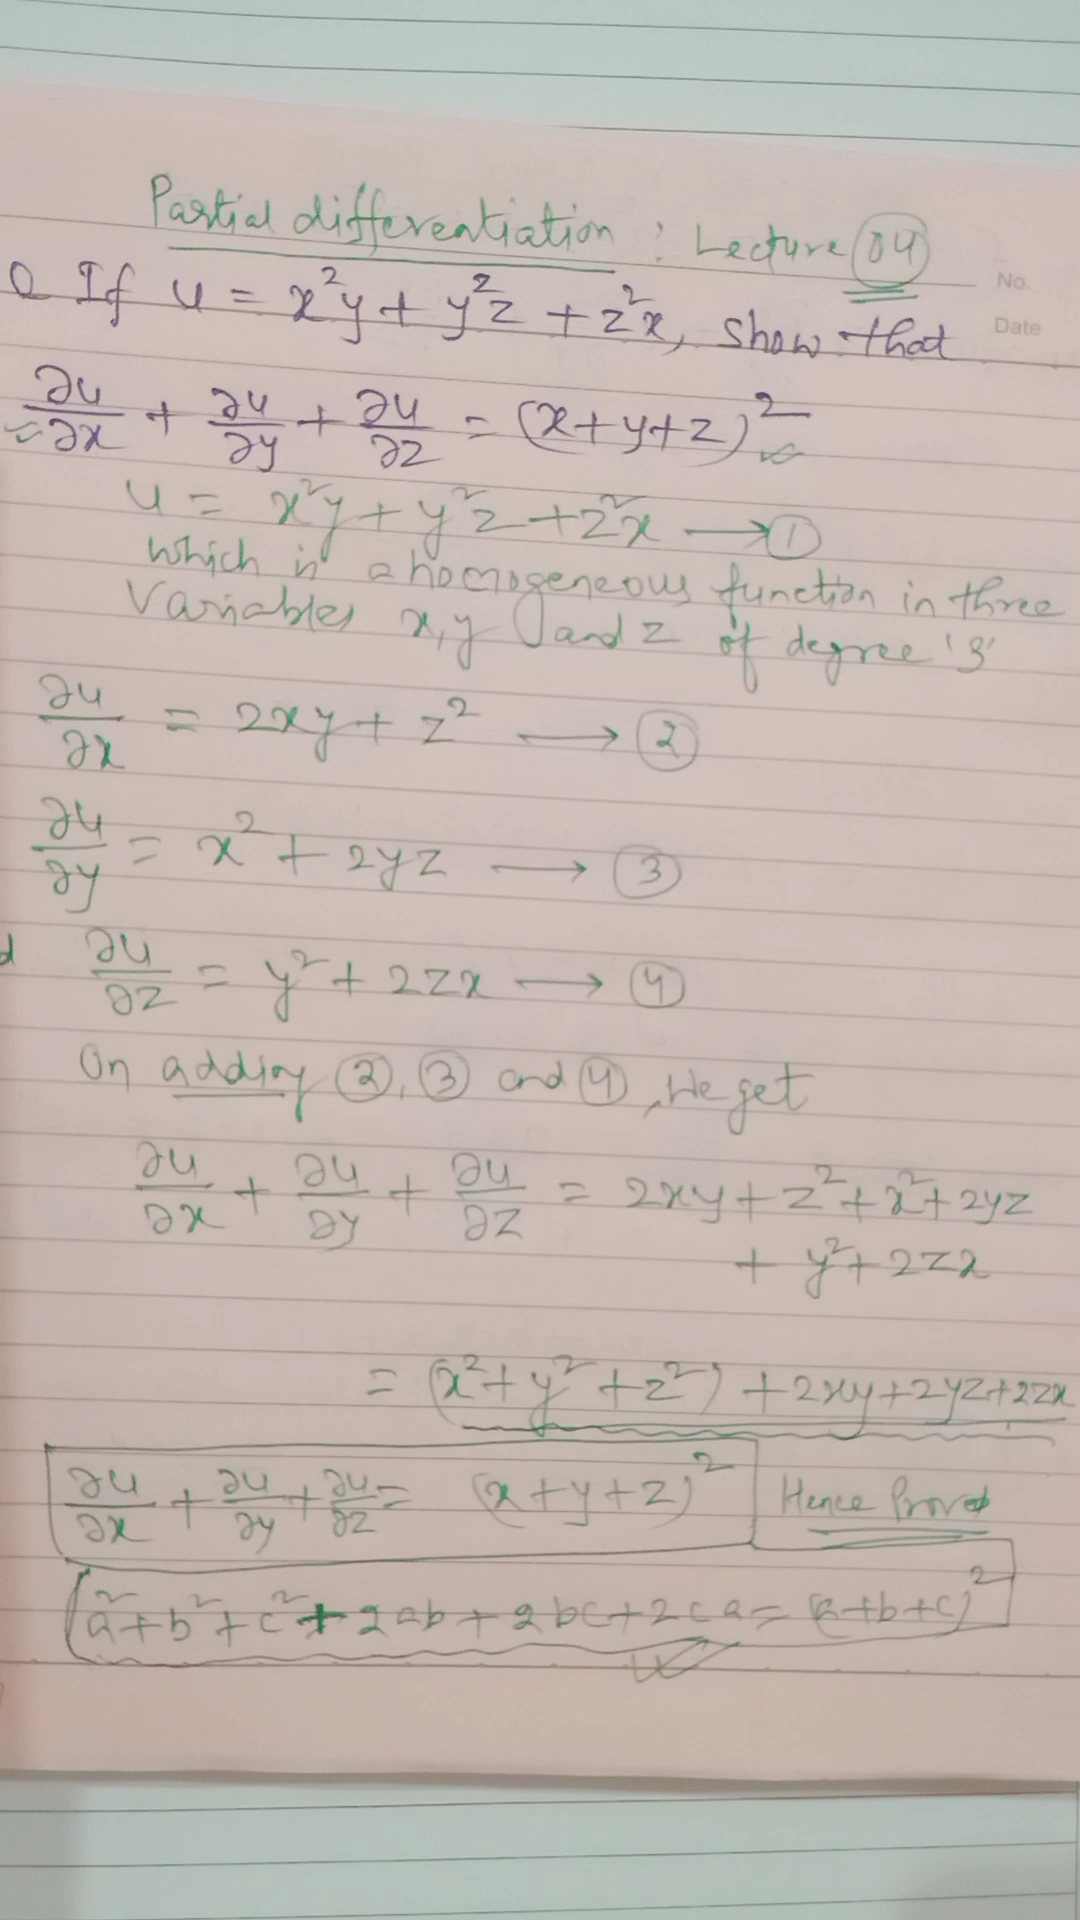 Partial differentiation : Lecture 04
No.
Q If u = x²y + y²z + z²x, show that
Date
∂u/∂x + ∂u/∂y + ∂u/∂z = (x+y+z)²
u = x²y + y²z + z²x → ①
which is a homogeneous function in three
Variables x, y and z of degree '3'
∂u/∂x = 2xy + z² → ②
∂u/∂y = x² + 2yz → ③
d ∂u/∂z = y² + 2zx → ④
On adding ②, ③ and ④, we get
∂u/∂x + ∂u/∂y + ∂u/∂z = 2xy + z² + x² + 2yz
+ y² + 2zx
= (x² + y² + z²) + 2xy + 2yz + 2zx
∂u/∂x + ∂u/∂y + ∂u/∂z = (x+y+z)² Hence Proved
a² + b² + c² + 2ab + 2bc + 2ca = (a+b+c)²